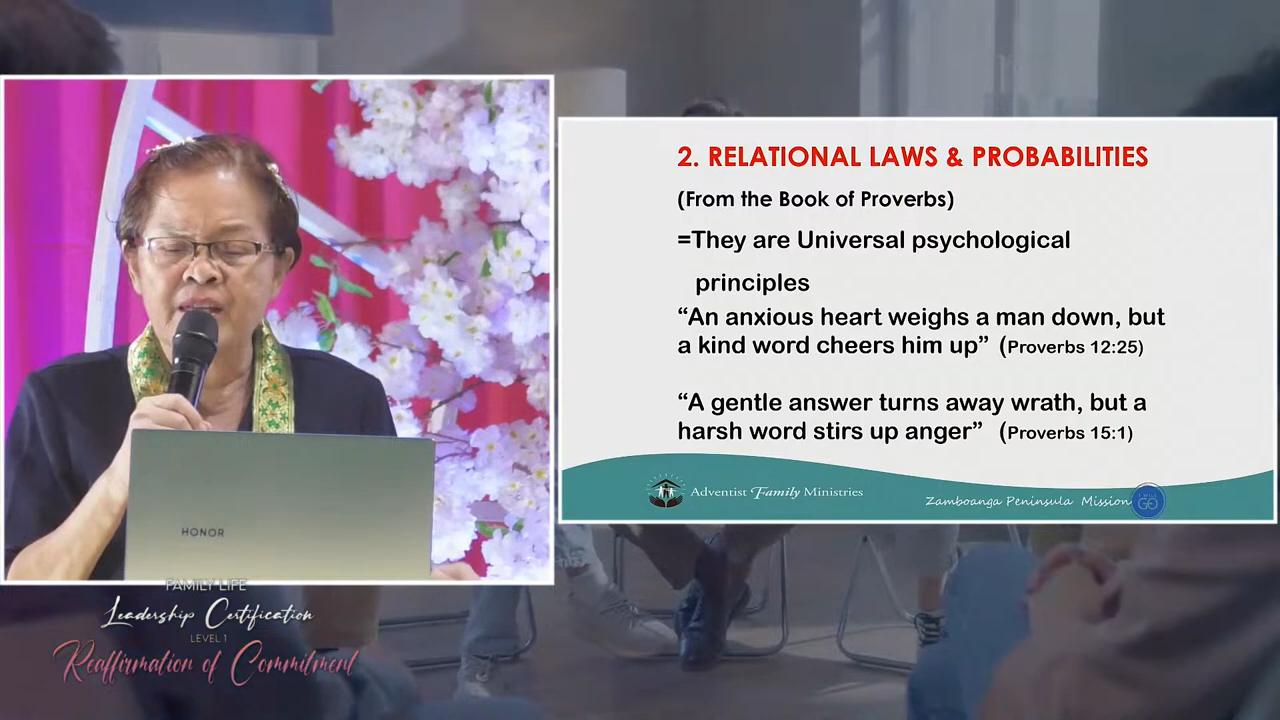 2. RELATIONAL LAWS & PROBABILITIES
(From the Book of Proverbs)
=They are Universal psychological
principles
“An anxious heart weighs a man down, but
a kind word cheers him up” (Proverbs 12:25)
“A gentle answer turns away wrath, but a
harsh word stirs up anger” (Proverbs 15:1)
Adventist Family Ministries
Zamboanga Peninsula Mission
I WILL
GO
HONOR
FAMILY LIFE
Leadership Certification
LEVEL 1
Reaffirmation of Commitment